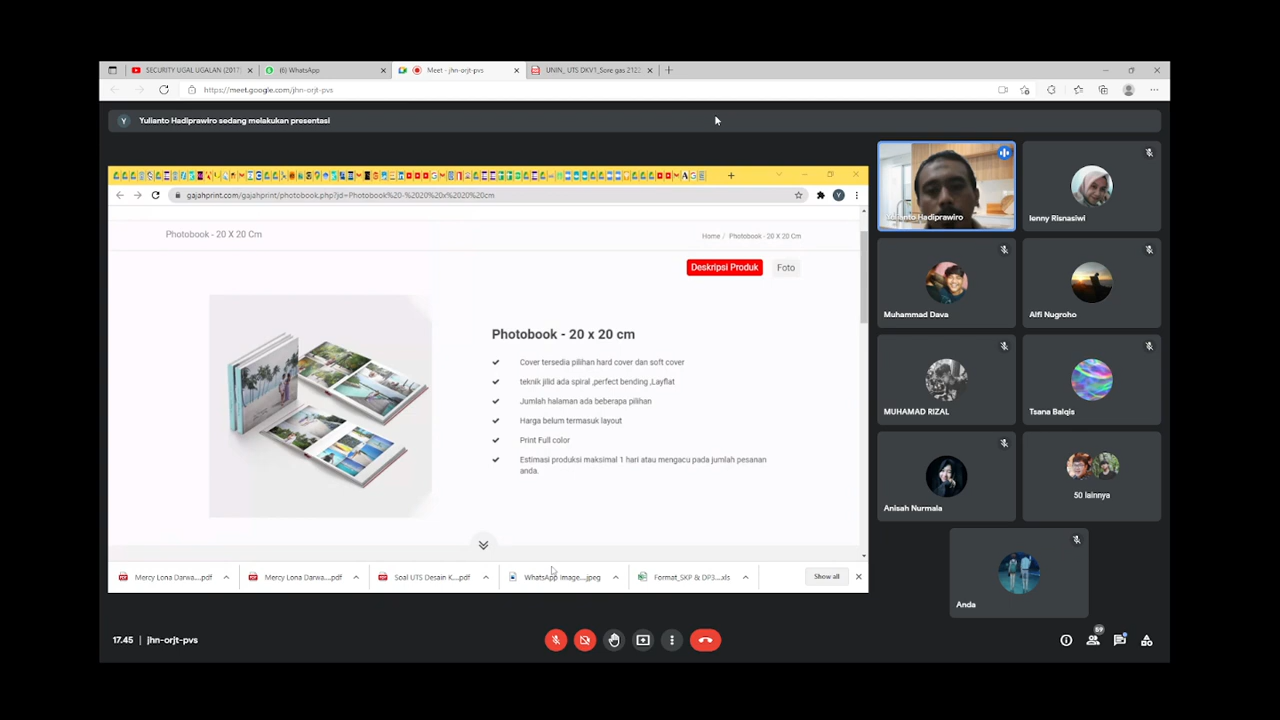 SECURITY UGAL UGALAN (2017)
(6) WhatsApp
Meet - jhn-orjt-pvs
UNIN_ UTS DKV1_Sore gas 212
https://meet.google.com/jhn-orjt-pvs
Y Yulianto Hadiprawiro sedang melakukan presentasi
gajahprint.com/gajahprint/photobook.php?jd=Photobook%20-%2020%20x%2020%20cm
Photobook - 20 X 20 Cm
Home / Photobook - 20 X 20 Cm
Deskripsi Produk
Foto
Photobook - 20 x 20 cm
Cover tersedia pilihan hard cover dan soft cover
teknik jilid ada spiral ,perfect bending ,Layflat
Jumlah halaman ada beberapa pilihan
Harga belum termasuk layout
Print Full color
Estimasi produksi maksimal 1 hari atau mengacu pada jumlah pesanan
anda.
Mercy Lona Darwa....pdf
Mercy Lona Darwa....pdf
Soal UTS Desain K....pdf
WhatsApp Image....jpeg
Format_SKP & DP3....xls
Show all
Yulianto Hadiprawiro
Ienny Risnasiwi
Muhammad Dava
Alfi Nugroho
MUHAMAD RIZAL
Tsana Balqis
Anisah Nurmala
50 lainnya
Anda
17.45 | jhn-orjt-pvs
59